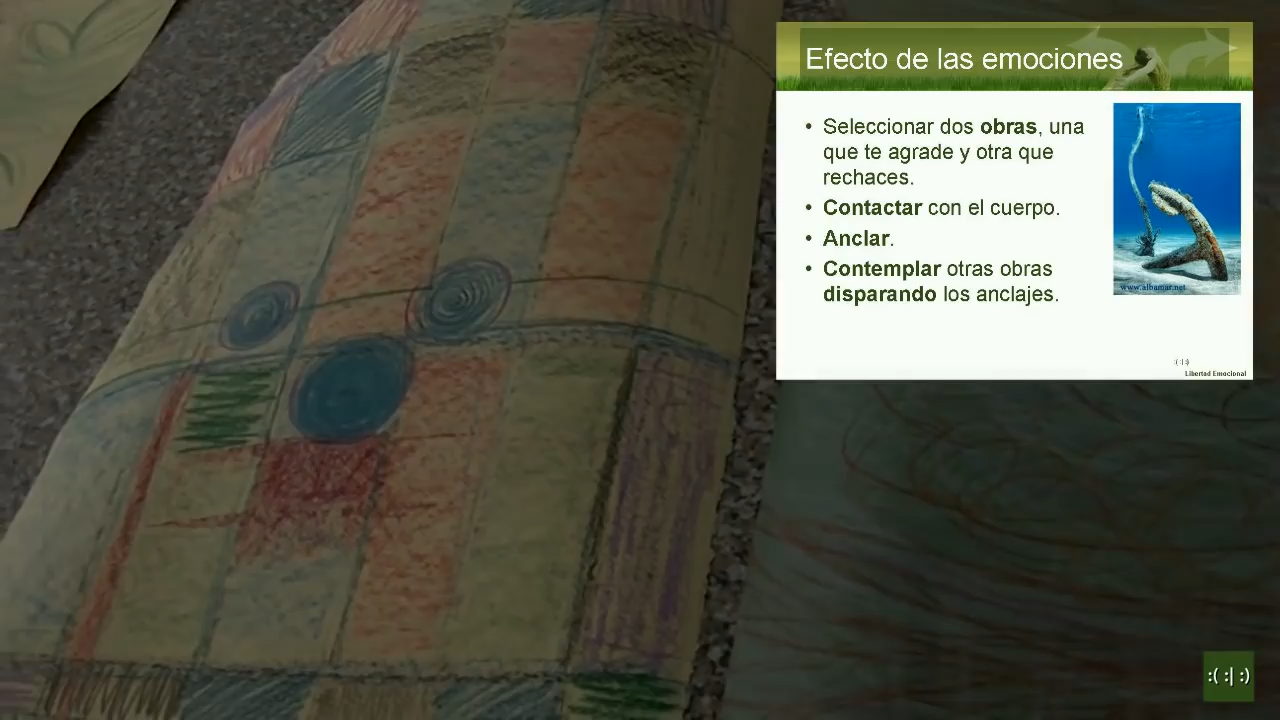 Efecto de las emociones
• Seleccionar dos obras, una
que te agrade y otra que
rechaces.
• Contactar con el cuerpo.
• Anclar.
• Contemplar otras obras
disparando los anclajes.
www.albamar.net
:(:|:)
Libertad Emocional
:( :| :)